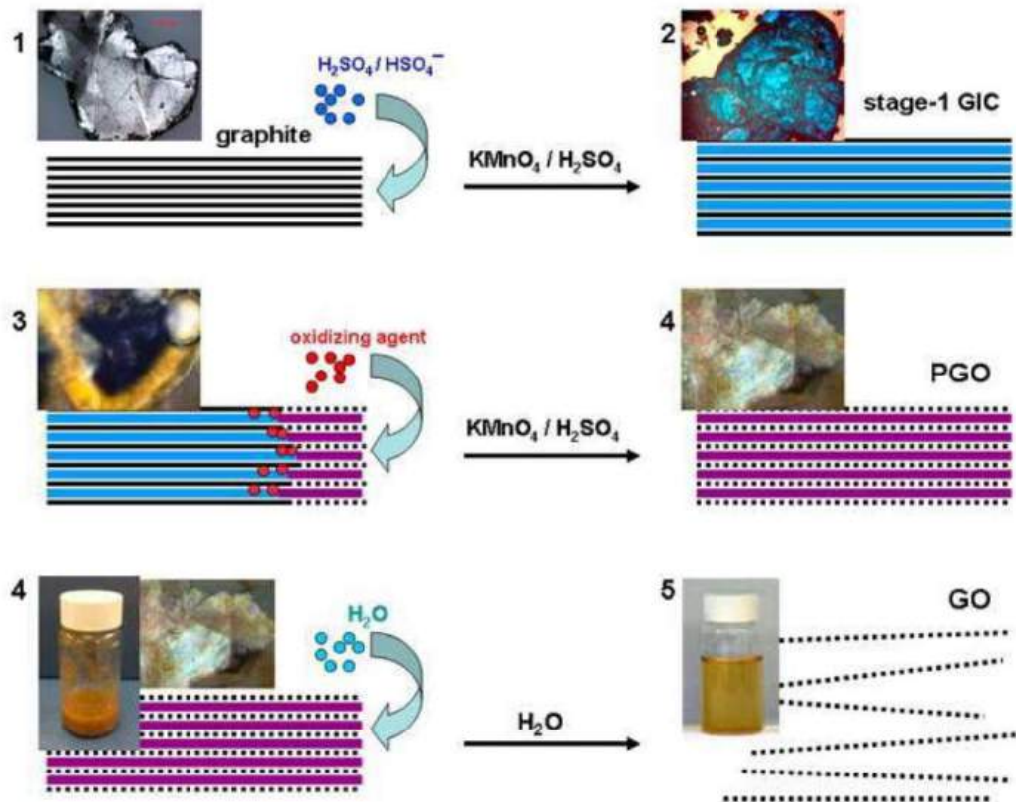 1
H₂SO₄ / HSO₄⁻
graphite
KMnO₄ / H₂SO₄
2
stage-1 GIC
3
oxidizing agent
KMnO₄ / H₂SO₄
4
PGO
4
H₂O
H₂O
5
GO